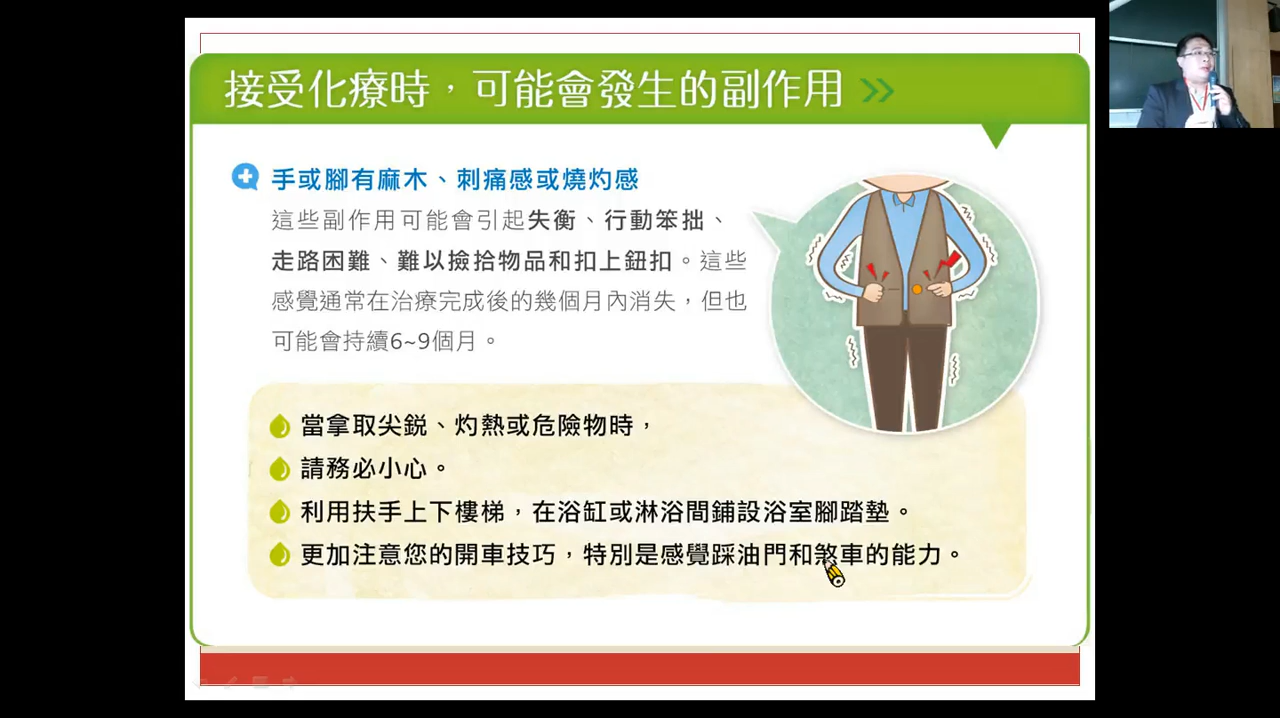 接受化療時，可能會發生的副作用
手或腳有麻木、刺痛感或燒灼感
這些副作用可能會引起失衡、行動笨拙、
走路困難、難以撿拾物品和扣上鈕扣。這些
感覺通常在治療完成後的幾個月內消失，但也
可能會持續6~9個月。
當拿取尖銳、灼熱或危險物時，
請務必小心。
利用扶手上下樓梯，在浴缸或淋浴間鋪設浴室腳踏墊。
更加注意您的開車技巧，特別是感覺踩油門和煞車的能力。